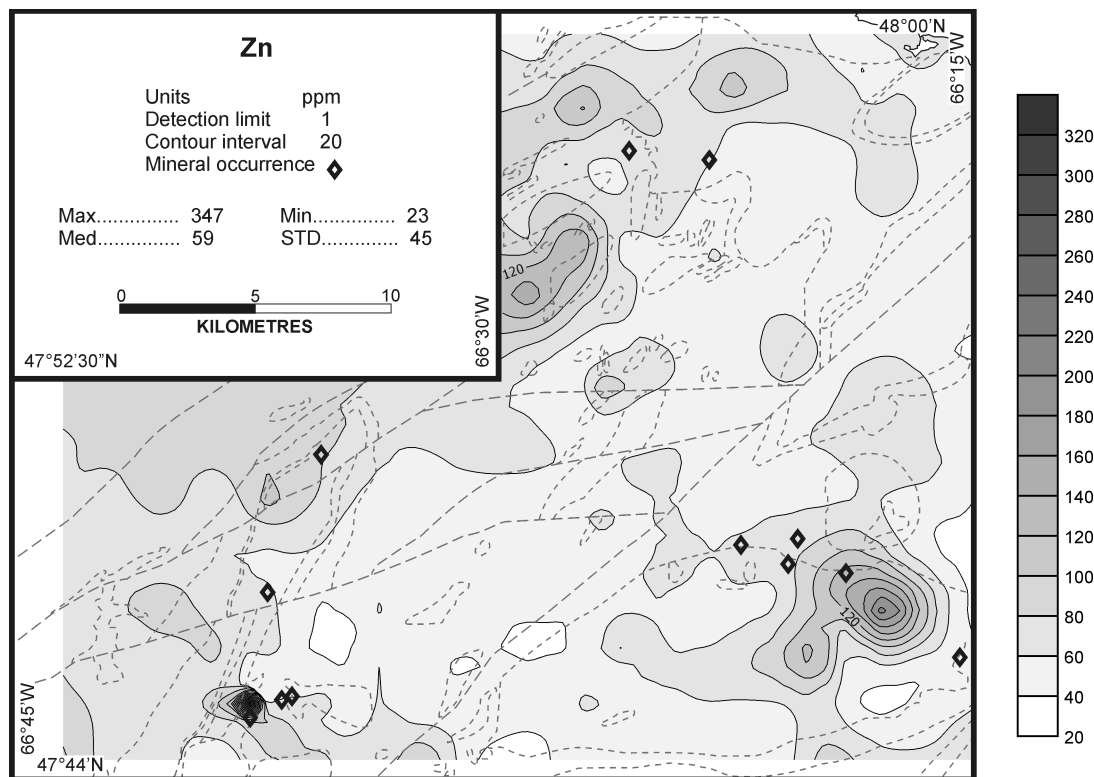 Zn
Units ppm
Detection limit 1
Contour interval 20
Mineral occurrence
Max............... 347 Min............... 23
Med............... 59 STD.............. 45
0 5 10
KILOMETRES
47°52'30"N
66°30'W
48°00'N
66°15'W
120
120
66°45'W
47°44'N
320
300
280
260
240
220
200
180
160
140
120
100
80
60
40
20